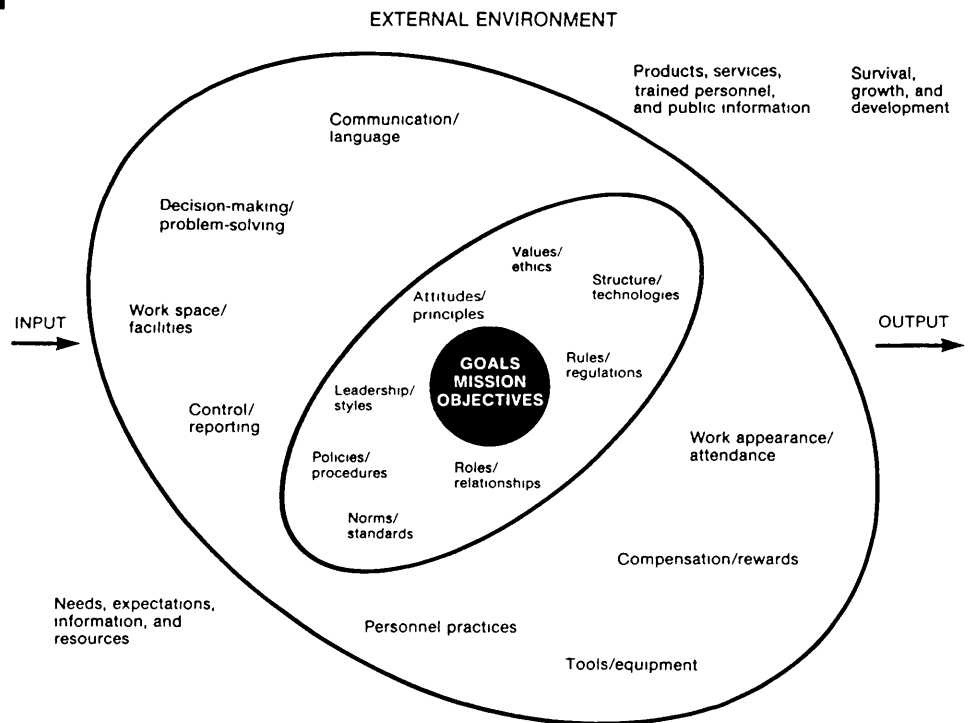 EXTERNAL ENVIRONMENT
Products, services,
trained personnel,
and public information
Survival,
growth, and
development
Communication/
language
Decision-making/
problem-solving
Values/
ethics
Structure/
technologies
Attitudes/
principles
Work space/
facilities
INPUT
OUTPUT
GOALS
MISSION
OBJECTIVES
Rules/
regulations
Leadership/
styles
Control/
reporting
Work appearance/
attendance
Policies/
procedures
Roles/
relationships
Norms/
standards
Compensation/rewards
Needs, expectations,
information, and
resources
Personnel practices
Tools/equipment